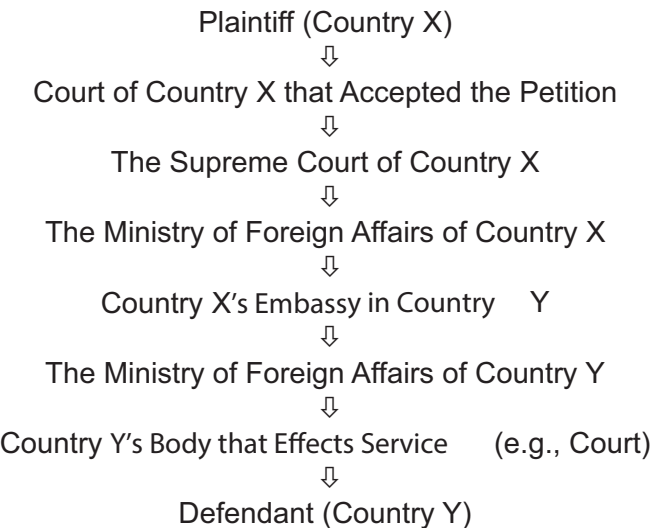 Plaintiff (Country X)
⇩
Court of Country X that Accepted the Petition
⇩
The Supreme Court of Country X
⇩
The Ministry of Foreign Affairs of Country X
⇩
Country X's Embassy in Country Y
⇩
The Ministry of Foreign Affairs of Country Y
⇩
Country Y's Body that Effects Service (e.g., Court)
⇩
Defendant (Country Y)